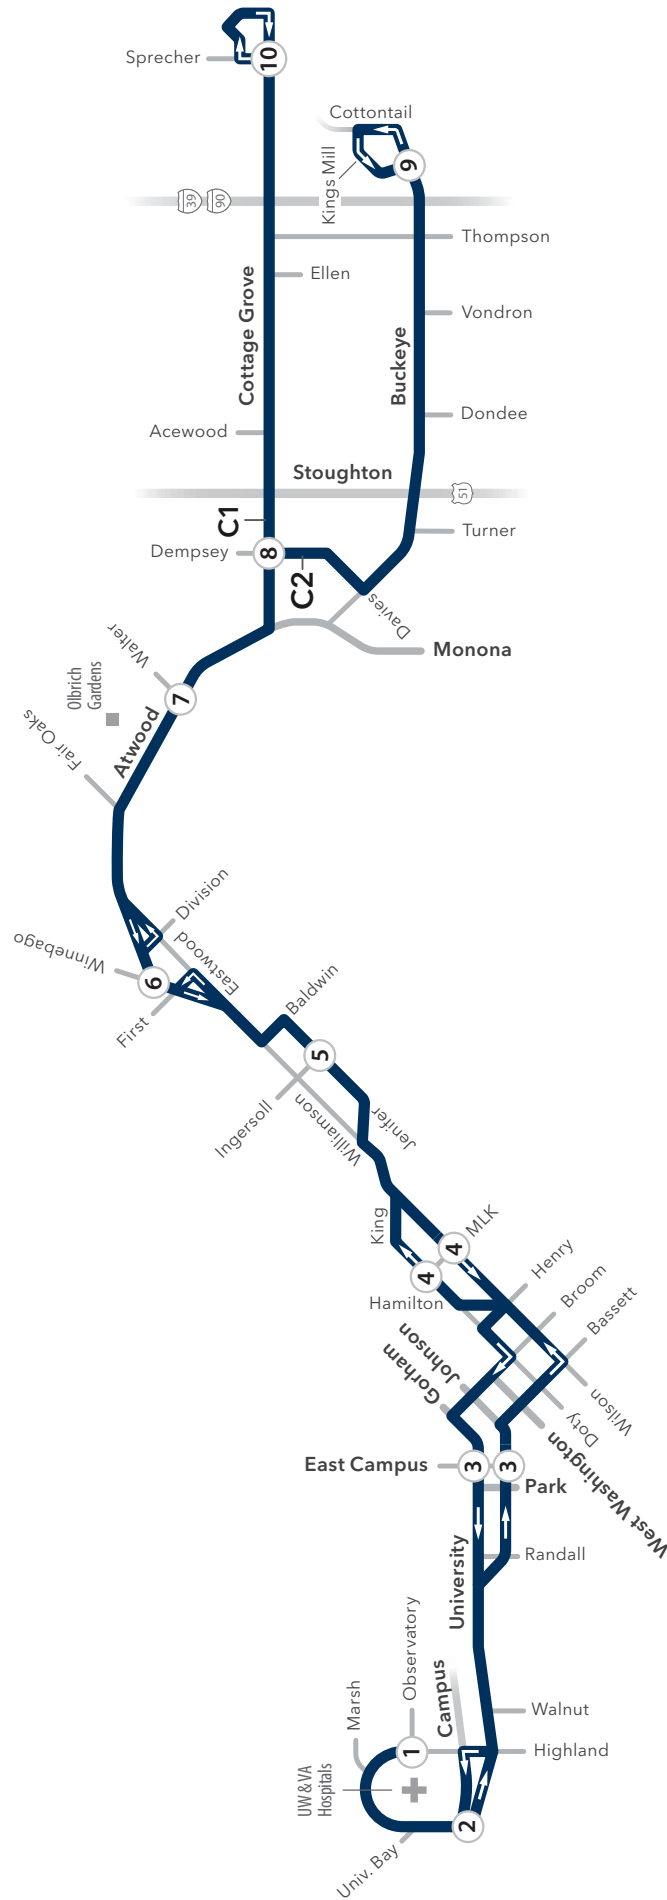 10
Sprecher
Cottontail
9
Kings Mill
39
90
Thompson
Ellen
Cottage Grove
Vondron
Buckeye
Dondee
Acewood
Stoughton
51
C1
Turner
Dempsey
8
C2
Davies
Monona
Walter
Olbrich
Gardens
7
Atwood
Fair Oaks
Division
Winnebago
Eastwood
6
First
Baldwin
5
Ingersoll
Williamson
Jenifer
King
MLK
4
4
Henry
Hamilton
Broom
Bassett
Johnson
Gorham
Wilson
Doty
West Washington
East Campus
3
3
Park
University
Randall
Observatory
Campus
Marsh
Walnut
1
Highland
UW & VA
Hospitals
2
Univ. Bay